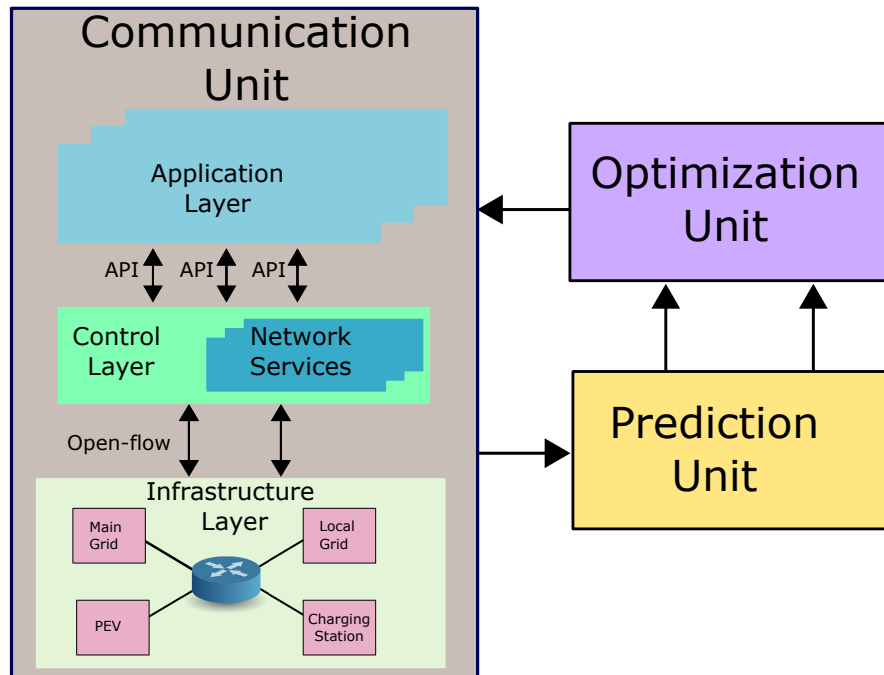 Communication
Unit
Application
Layer
API
API
API
Control
Layer
Network
Services
Open-flow
Infrastructure
Layer
Main
Grid
Local
Grid
PEV
Charging
Station
Optimization
Unit
Prediction
Unit